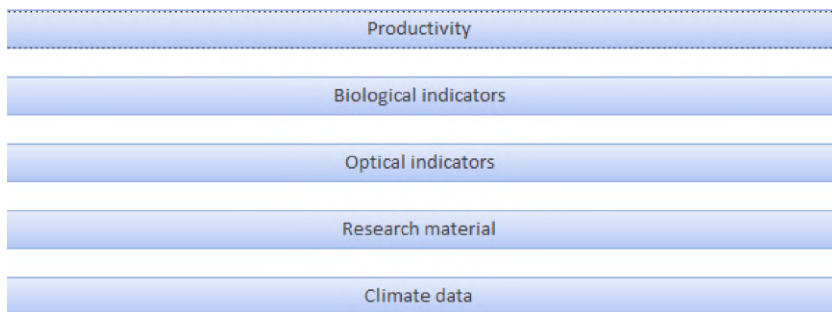 Productivity
Biological indicators
Optical indicators
Research material
Climate data